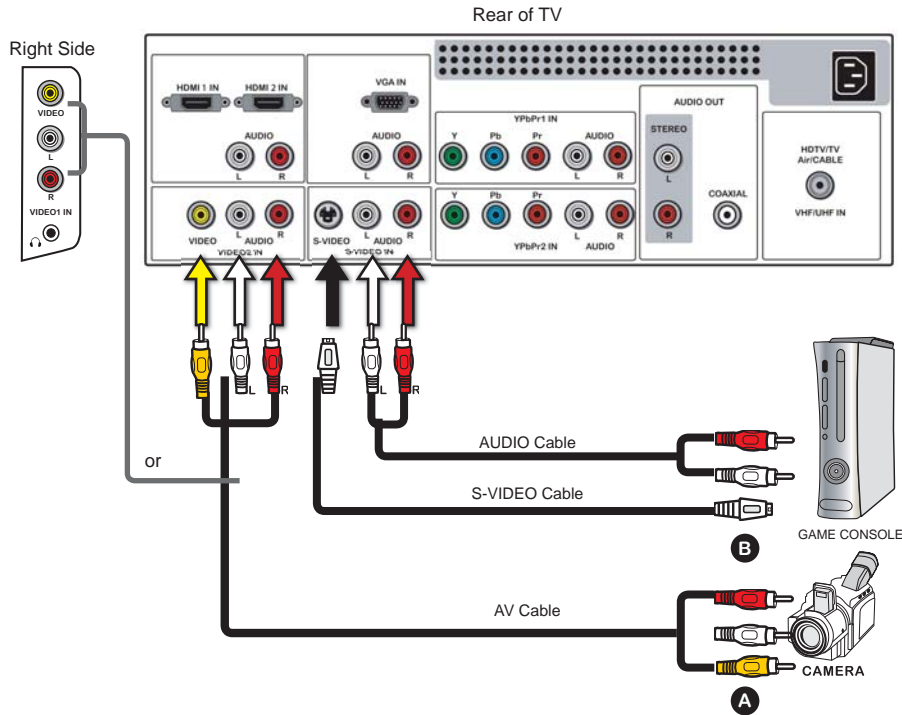 Rear of TV
Right Side
VIDEO
L
R
VIDEO1 IN
HDMI 1 IN HDMI 2 IN
AUDIO
L R
VGA IN
AUDIO
L R
YPbPr1 IN
Y Pb Pr AUDIO
L R
AUDIO OUT
STEREO
L
R
COAXIAL
HDTV/TV
Air/CABLE
VHF/UHF IN
VIDEO L AUDIO R
VIDEO2 IN
S-VIDEO L AUDIO R
S-VIDEO IN
Y Pb Pr
L R
YPbPr2 IN AUDIO
L R
L R
or
AUDIO Cable
S-VIDEO Cable
B
GAME CONSOLE
AV Cable
CAMERA
A